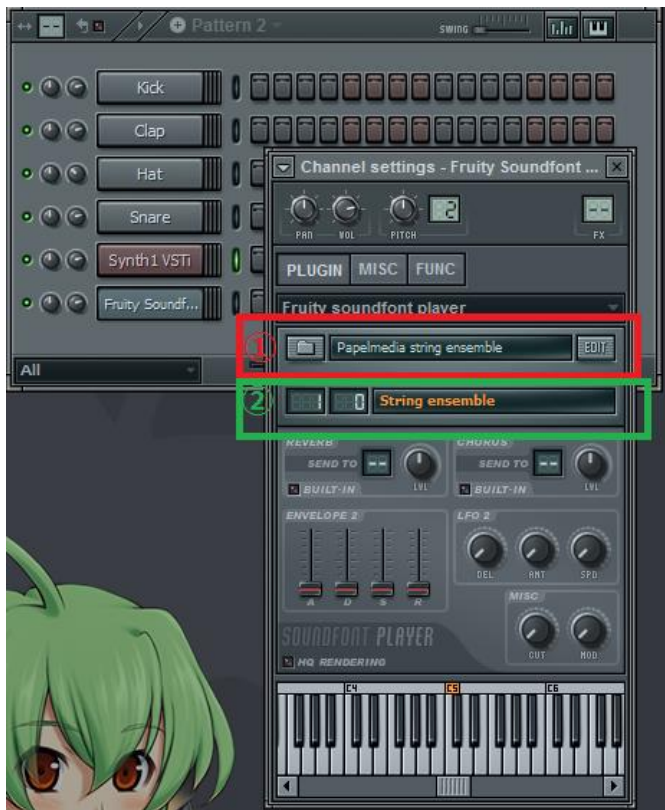 Pattern 2
SWING
Kick
Clap
Hat
Snare
Synth1 VSTi
Fruity Soundf...
All
Channel settings - Fruity Soundfont ...
2
PAN
VOL
PITCH
FX
PLUGIN
MISC
FUNC
Fruity soundfont player
①
Papelmedia string ensemble
EDIT
②
1
0
String ensemble
REVERB
SEND TO
LVL
BUILT-IN
CHORUS
SEND TO
LVL
BUILT-IN
ENVELOPE 2
A
D
S
R
LFO 2
DEL
AMT
SPD
MISC
CUT
MOD
SOUNDFONT PLAYER
HQ RENDERING
C4
C5
C6